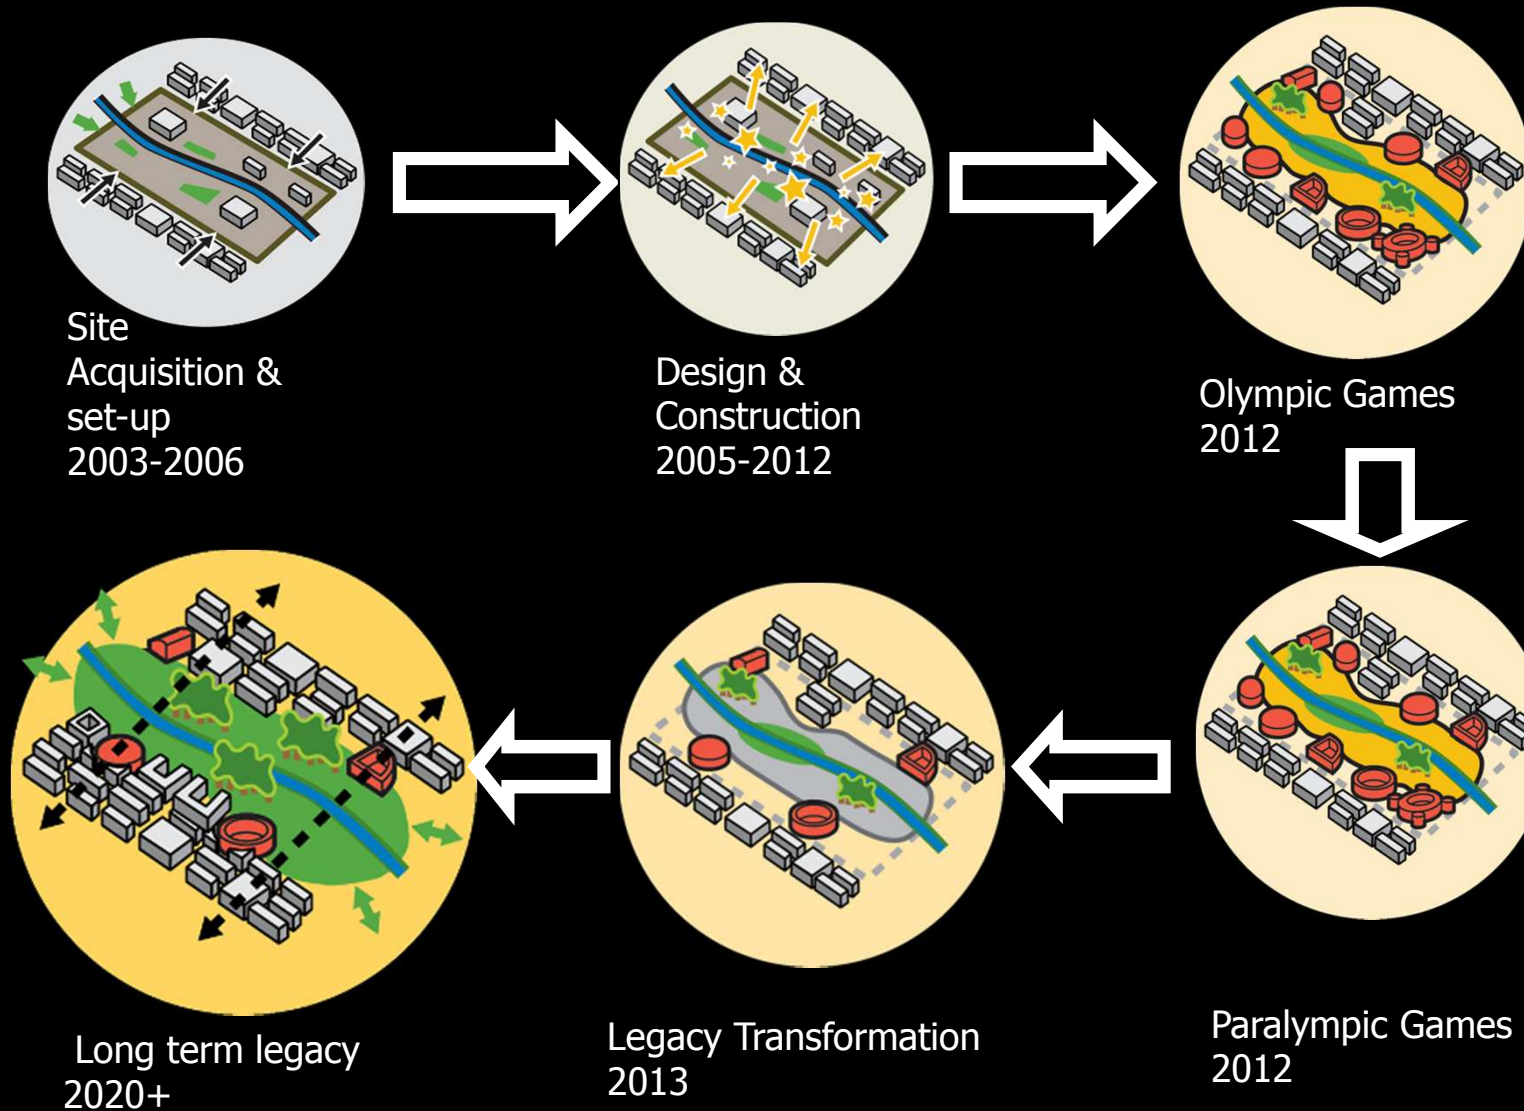 Site
Acquisition &
set-up
2003-2006
Design &
Construction
2005-2012
Olympic Games
2012
Paralympic Games
2012
Legacy Transformation
2013
Long term legacy
2020+